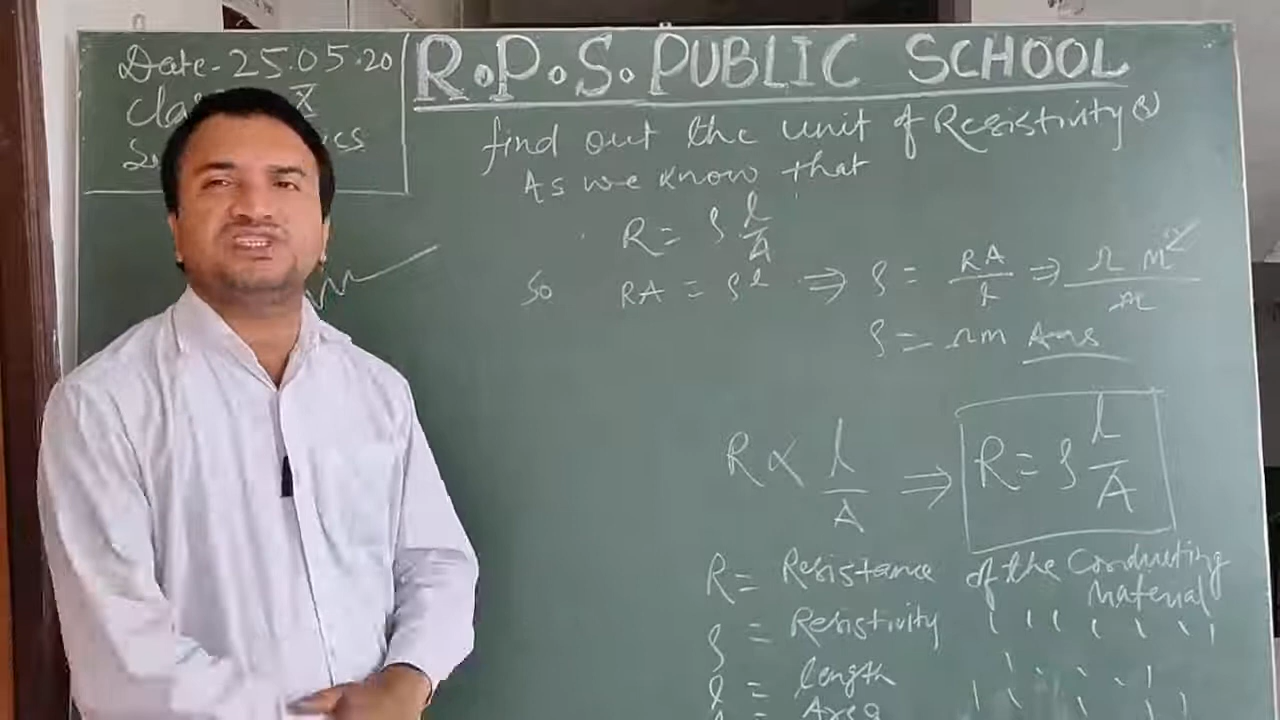 Date-25.05.20
X
R.P.S. PUBLIC SCHOOL
find out the unit of Resistivity(ρ)
As we know that
R = ρ l/A
So RA = ρl ⇒ ρ = RA/l ⇒ Ω m²/m
ρ = Ωm Ans
R ∝ l/A ⇒ R = ρ l/A
R = Resistance of the Conducting Material
ρ = Resistivity " " " "
l = length " " " "
A = Area " " " "